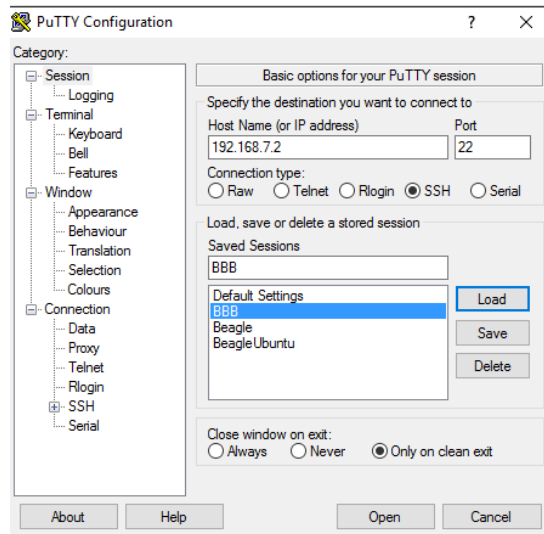 PuTTY Configuration
? ×
Category:
Session
Logging
Terminal
Keyboard
Bell
Features
Window
Appearance
Behaviour
Translation
Selection
Colours
Connection
Data
Proxy
Telnet
Rlogin
SSH
Serial
Basic options for your PuTTY session
Specify the destination you want to connect to
Host Name (or IP address) Port
192.168.7.2 22
Connection type:
Raw Telnet Rlogin SSH Serial
Load, save or delete a stored session
Saved Sessions
BBB
Default Settings
BBB
Beagle
BeagleUbuntu
Load
Save
Delete
Close window on exit:
Always Never Only on clean exit
About Help Open Cancel